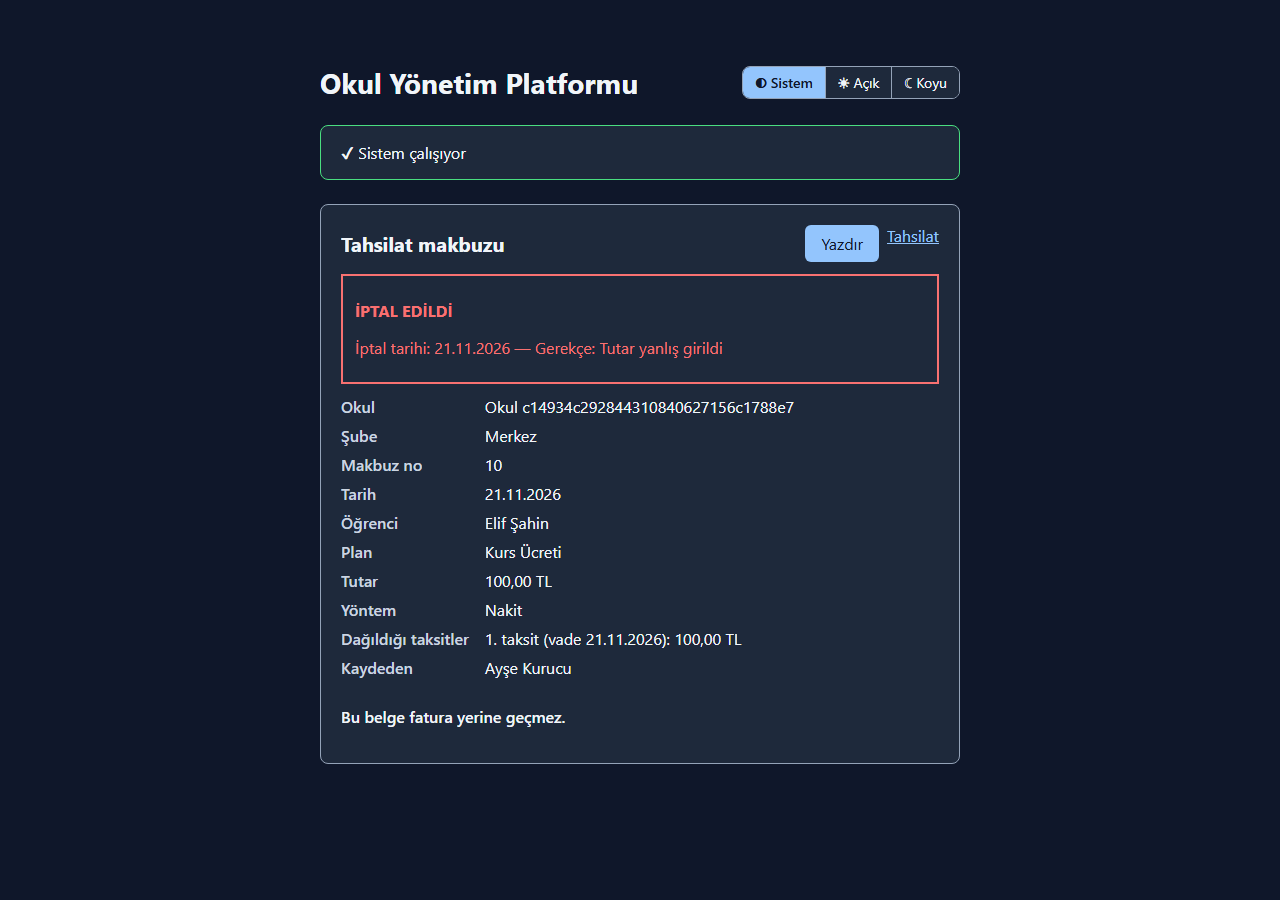 Okul Yönetim Platformu
◐ Sistem ☀ Açık ☾ Koyu
✓ Sistem çalışıyor
Tahsilat makbuzu
Yazdır Tahsilat
İPTAL EDİLDİ
İptal tarihi: 21.11.2026 — Gerekçe: Tutar yanlış girildi
Okul Okul c14934c29284431084062​7156c1788e7
Şube Merkez
Makbuz no 10
Tarih 21.11.2026
Öğrenci Elif Şahin
Plan Kurs Ücreti
Tutar 100,00 TL
Yöntem Nakit
Dağıldığı taksitler 1. taksit (vade 21.11.2026): 100,00 TL
Kaydeden Ayşe Kurucu
Bu belge fatura yerine geçmez.